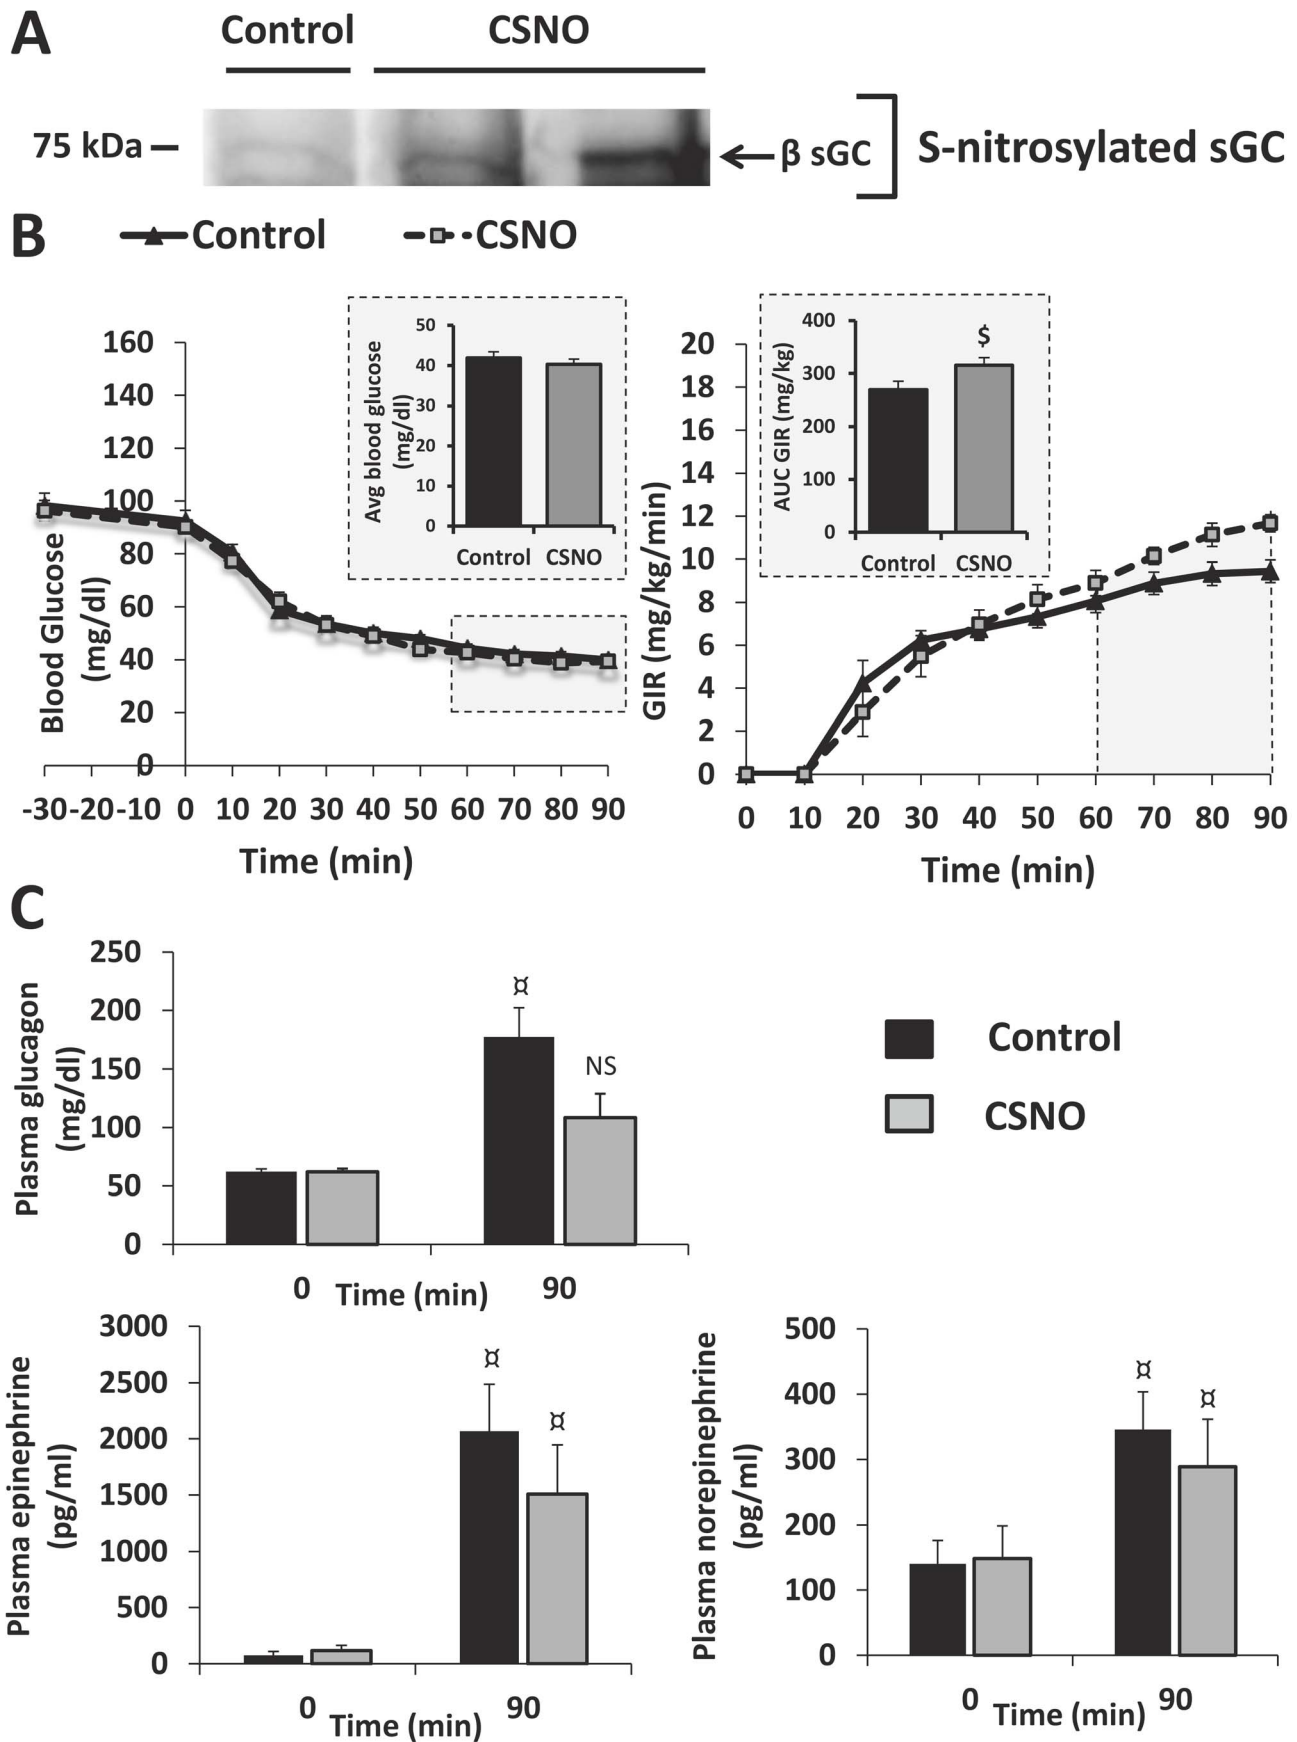 A
Control CSNO
75 kDa
β sGC
S-nitrosylated sGC
B
Control CSNO
160
140
120
100
80
60
40
20
0
Blood Glucose
(mg/dl)
-30 -20 -10 0 10 20 30 40 50 60 70 80 90
Time (min)
50
40
30
20
10
0
Avg blood glucose
(mg/dl)
Control CSNO
20
18
16
14
12
10
8
6
4
2
0
GIR (mg/kg/min)
0 10 20 30 40 50 60 70 80 90
Time (min)
400
300
200
100
0
AUC GIR (mg/kg)
$
Control CSNO
C
250
200
150
100
50
0
Plasma glucagon
(mg/dl)
¤
NS
0 Time (min) 90
Control
CSNO
3000
2500
2000
1500
1000
500
0
Plasma epinephrine
(pg/ml)
¤
¤
0 Time (min) 90
500
400
300
200
100
0
Plasma norepinephrine
(pg/ml)
¤
¤
0 Time (min) 90